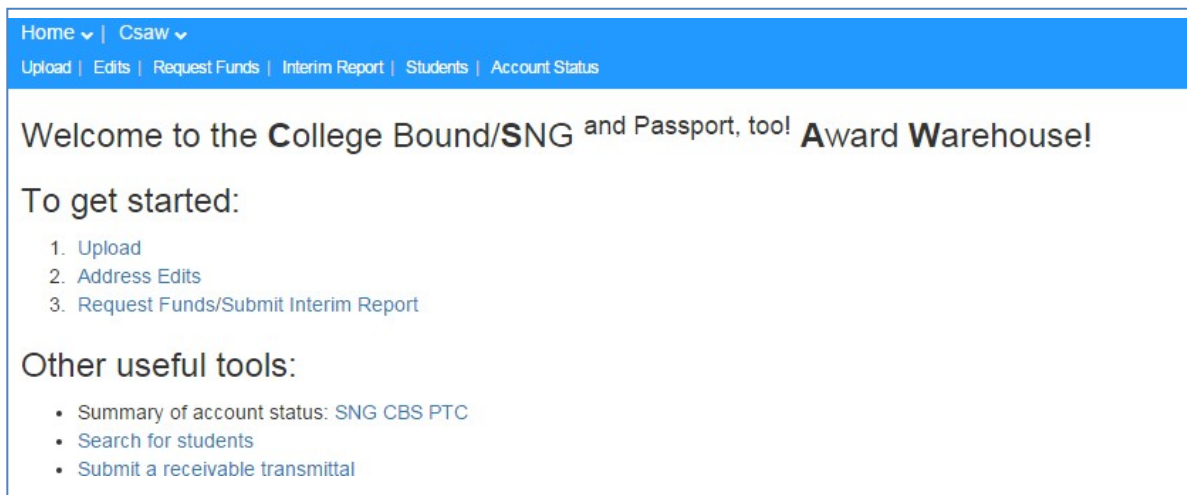 Home | Csaw
Upload | Edits | Request Funds | Interim Report | Students | Account Status
Welcome to the College Bound/SNG and Passport, too! Award Warehouse!
To get started:
1. Upload
2. Address Edits
3. Request Funds/Submit Interim Report
Other useful tools:
• Summary of account status: SNG CBS PTC
• Search for students
• Submit a receivable transmittal